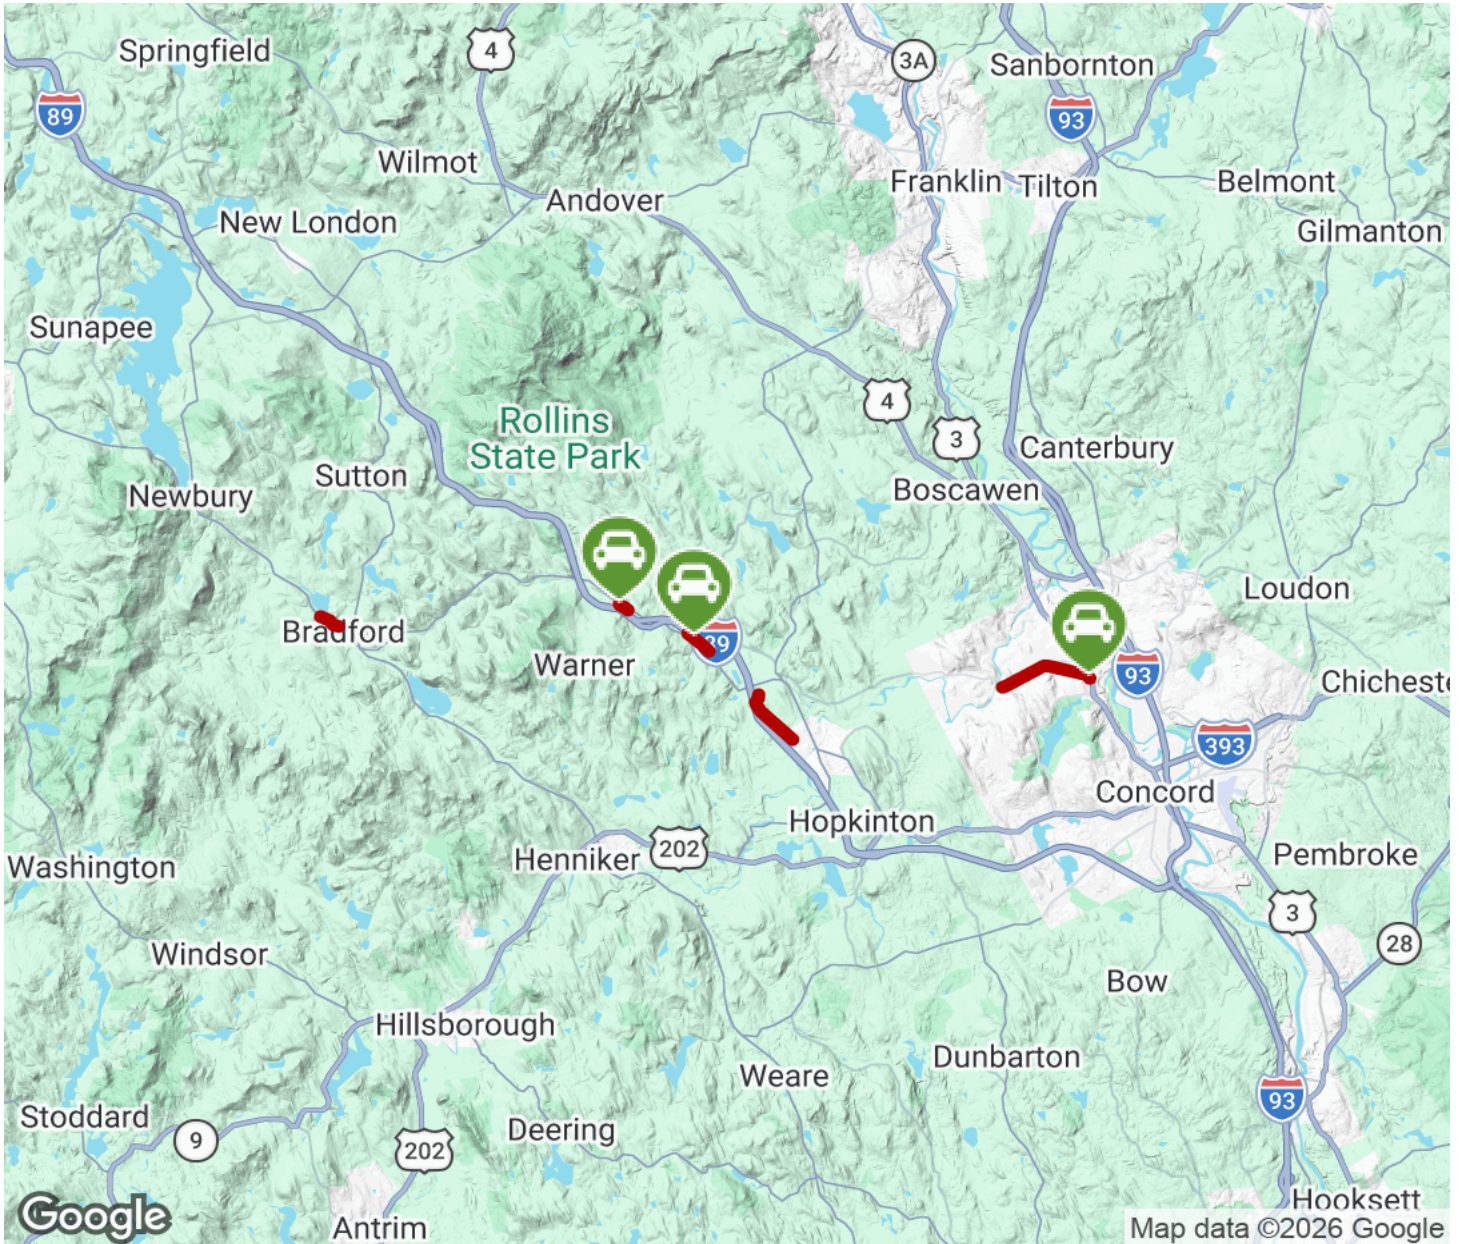 Springfield
4
3A
Sanbornton
89
93
Wilmot
Franklin
Tilton
Belmont
Andover
New London
Gilmanton
Sunapee
4
Rollins
State Park
3
Canterbury
Sutton
Newbury
Boscawen
Loudon
Bradford
89
Warner
93
Chicheste
393
Concord
Hopkinton
202
Henniker
Pembroke
Washington
3
28
Windsor
Bow
Hillsborough
Dunbarton
Weare
93
Stoddard
9
Deering
202
Hooksett
Google
Antrim
Map data ©2026 Google